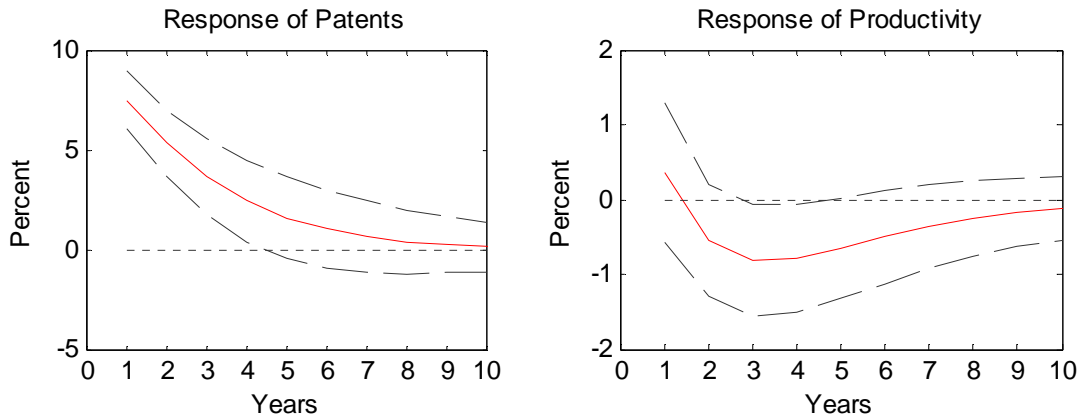 Response of Patents
10
5
0
-5
Percent
0 1 2 3 4 5 6 7 8 9 10
Years
Response of Productivity
2
1
0
-1
-2
Percent
0 1 2 3 4 5 6 7 8 9 10
Years